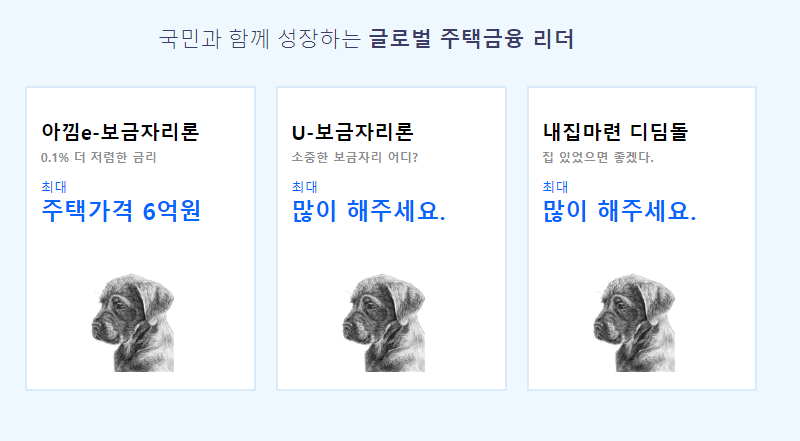 국민과 함께 성장하는 글로벌 주택금융 리더
아낌e-보금자리론
0.1% 더 저렴한 금리
최대
주택가격 6억원
U-보금자리론
소중한 보금자리 어디?
최대
많이 해주세요.
내집마련 디딤돌
집 있었으면 좋겠다.
최대
많이 해주세요.